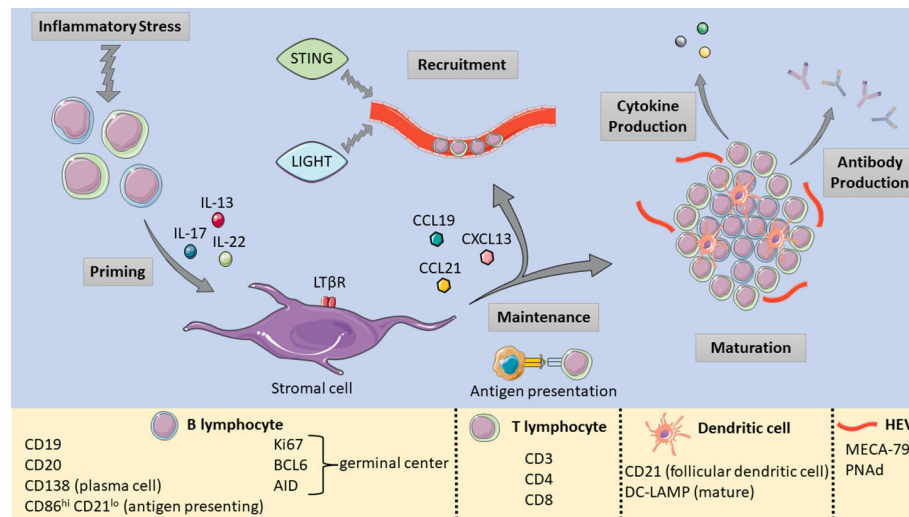 Inflammatory Stress
STING
Recruitment
LIGHT
Cytokine
Production
Antibody
Production
IL-13
IL-17
IL-22
Priming
LTβR
CCL19
CXCL13
CCL21
Stromal cell
Maintenance
Antigen presentation
Maturation
B lymphocyte
CD19
CD20
CD138 (plasma cell)
CD86hi CD21lo (antigen presenting)
Ki67
BCL6
AID
germinal center
T lymphocyte
CD3
CD4
CD8
Dendritic cell
CD21 (follicular dendritic cell)
DC-LAMP (mature)
HEV
MECA-79
PNAd